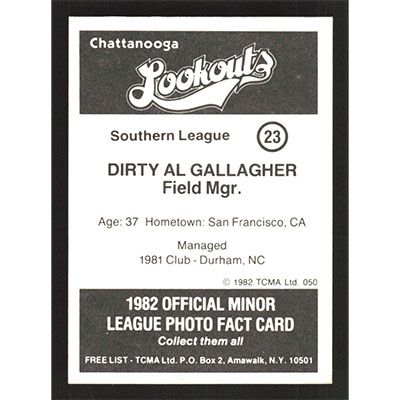 Chattanooga
Lookouts
Southern League 23
DIRTY AL GALLAGHER
Field Mgr.
Age: 37 Hometown: San Francisco, CA
Managed
1981 Club - Durham, NC
© 1982 TCMA Ltd. 050
1982 OFFICIAL MINOR
LEAGUE PHOTO FACT CARD
Collect them all
FREE LIST - TCMA Ltd. P.O. Box 2, Amawalk, N.Y. 10501